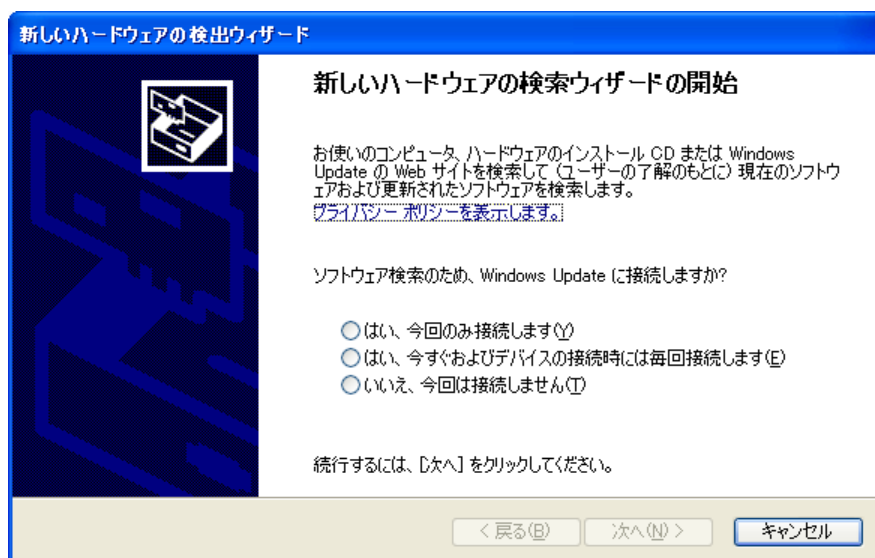 新しいハードウェアの検出ウィザード
新しいハードウェアの検索ウィザードの開始
お使いのコンピュータ、ハードウェアのインストール CD または Windows
Update の Web サイトを検索して (ユーザーの了解のもとに) 現在のソフトウ
ェアおよび更新されたソフトウェアを検索します。
プライバシー ポリシーを表示します。
ソフトウェア検索のため、Windows Update に接続しますか?
はい、今回のみ接続します(Y)
はい、今すぐおよびデバイスの接続時には毎回接続します(E)
いいえ、今回は接続しません(T)
続行するには、[次へ] をクリックしてください。
< 戻る(B)
次へ(N) >
キャンセル